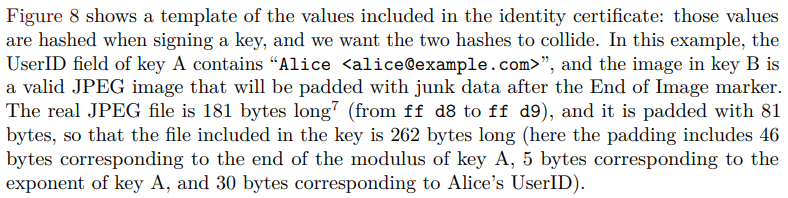 Figure 8 shows a template of the values included in the identity certificate: those values
are hashed when signing a key, and we want the two hashes to collide. In this example, the
UserID field of key A contains “Alice <alice@example.com>”, and the image in key B is
a valid JPEG image that will be padded with junk data after the End of Image marker.
The real JPEG file is 181 bytes long⁷ (from ff d8 to ff d9), and it is padded with 81
bytes, so that the file included in the key is 262 bytes long (here the padding includes 46
bytes corresponding to the end of the modulus of key A, 5 bytes corresponding to the
exponent of key A, and 30 bytes corresponding to Alice’s UserID).